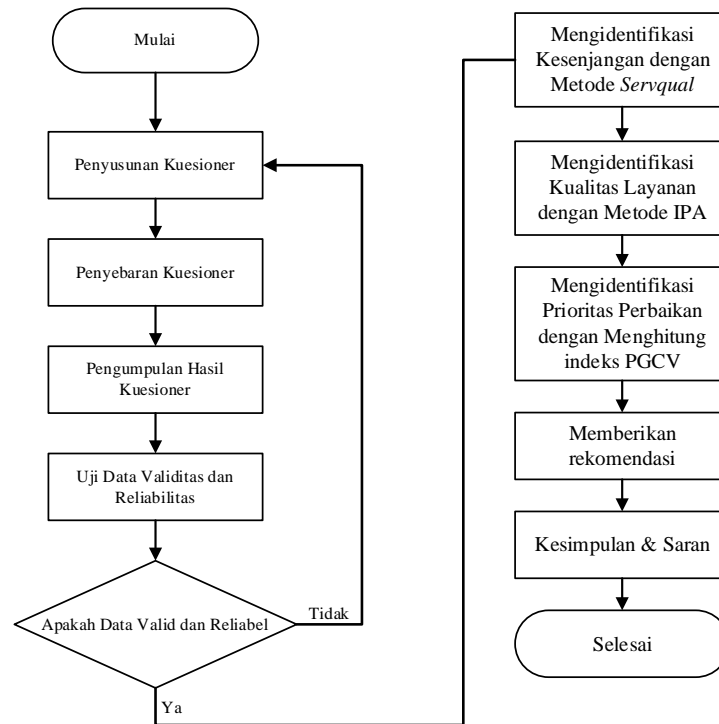 Mulai
Penyusunan Kuesioner
Penyebaran Kuesioner
Pengumpulan Hasil
Kuesioner
Uji Data Validitas dan
Reliabilitas
Apakah Data Valid dan Reliabel
Tidak
Ya
Mengidentifikasi
Kesenjangan dengan
Metode Servqual
Mengidentifikasi
Kualitas Layanan
dengan Metode IPA
Mengidentifikasi
Prioritas Perbaikan
dengan Menghitung
indeks PGCV
Memberikan
rekomendasi
Kesimpulan & Saran
Selesai